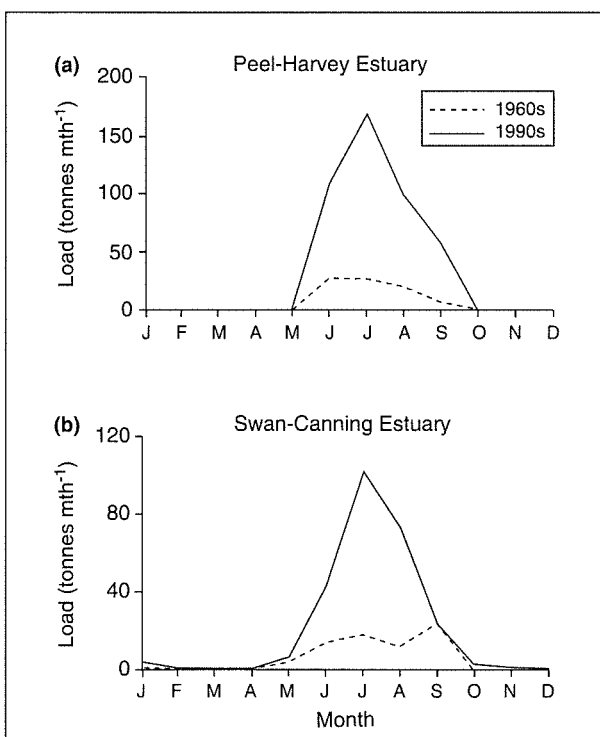 (a) Peel-Harvey Estuary
200
150
100
50
0
Load (tonnes mth⁻¹)
1960s
1990s
J F M A M J J A S O N D
(b) Swan-Canning Estuary
120
80
40
0
Load (tonnes mth⁻¹)
J F M A M J J A S O N D
Month